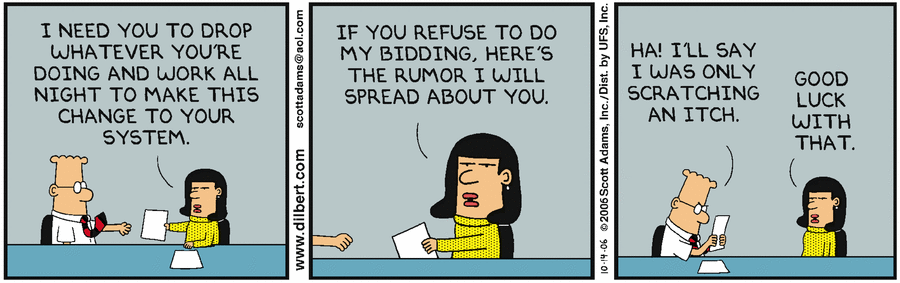 I NEED YOU TO DROP
WHATEVER YOU'RE
DOING AND WORK ALL
NIGHT TO MAKE THIS
CHANGE TO YOUR
SYSTEM.
www.dilbert.com scottadams@aol.com
IF YOU REFUSE TO DO
MY BIDDING, HERE'S
THE RUMOR I WILL
SPREAD ABOUT YOU.
10-14-06 ©2006 Scott Adams, Inc./Dist. by UFS, Inc.
HA! I'LL SAY
I WAS ONLY
SCRATCHING
AN ITCH.
GOOD
LUCK
WITH
THAT.